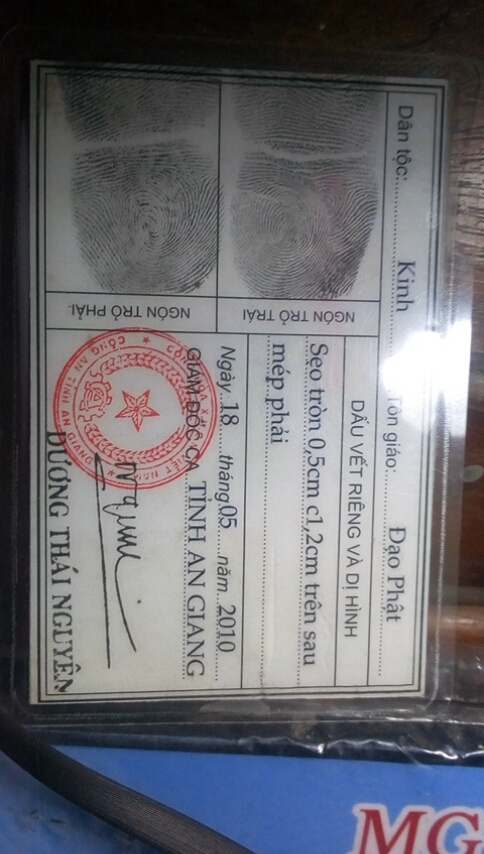 Dân tộc: Kinh Tôn giáo: Đạo Phật
NGÓN TRỎ TRÁI
NGÓN TRỎ PHẢI
DẤU VẾT RIÊNG VÀ DỊ HÌNH
Sẹo tròn 0,5cm c1,2cm trên sau
mép phải
Ngày 18 tháng 05 năm 2010
GIÁM ĐỐC CA TỈNH AN GIANG
CÔNG AN TỈNH AN GIANG
DƯƠNG THÁI NGUYÊN
MG